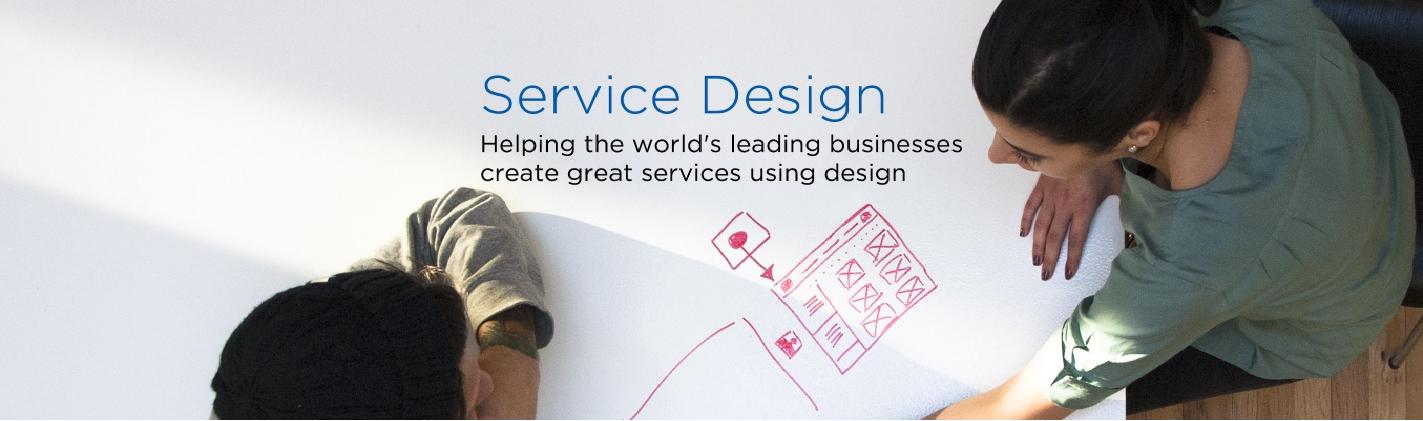 Service Design
Helping the world's leading businesses
create great services using design